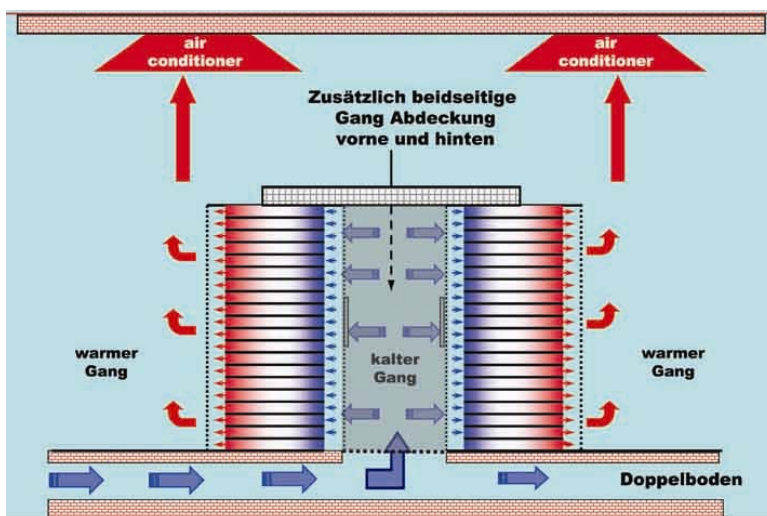 air
conditioner
air
conditioner
Zusätzlich beidseitige
Gang Abdeckung
vorne und hinten
warmer
Gang
kalter
Gang
warmer
Gang
Doppelboden